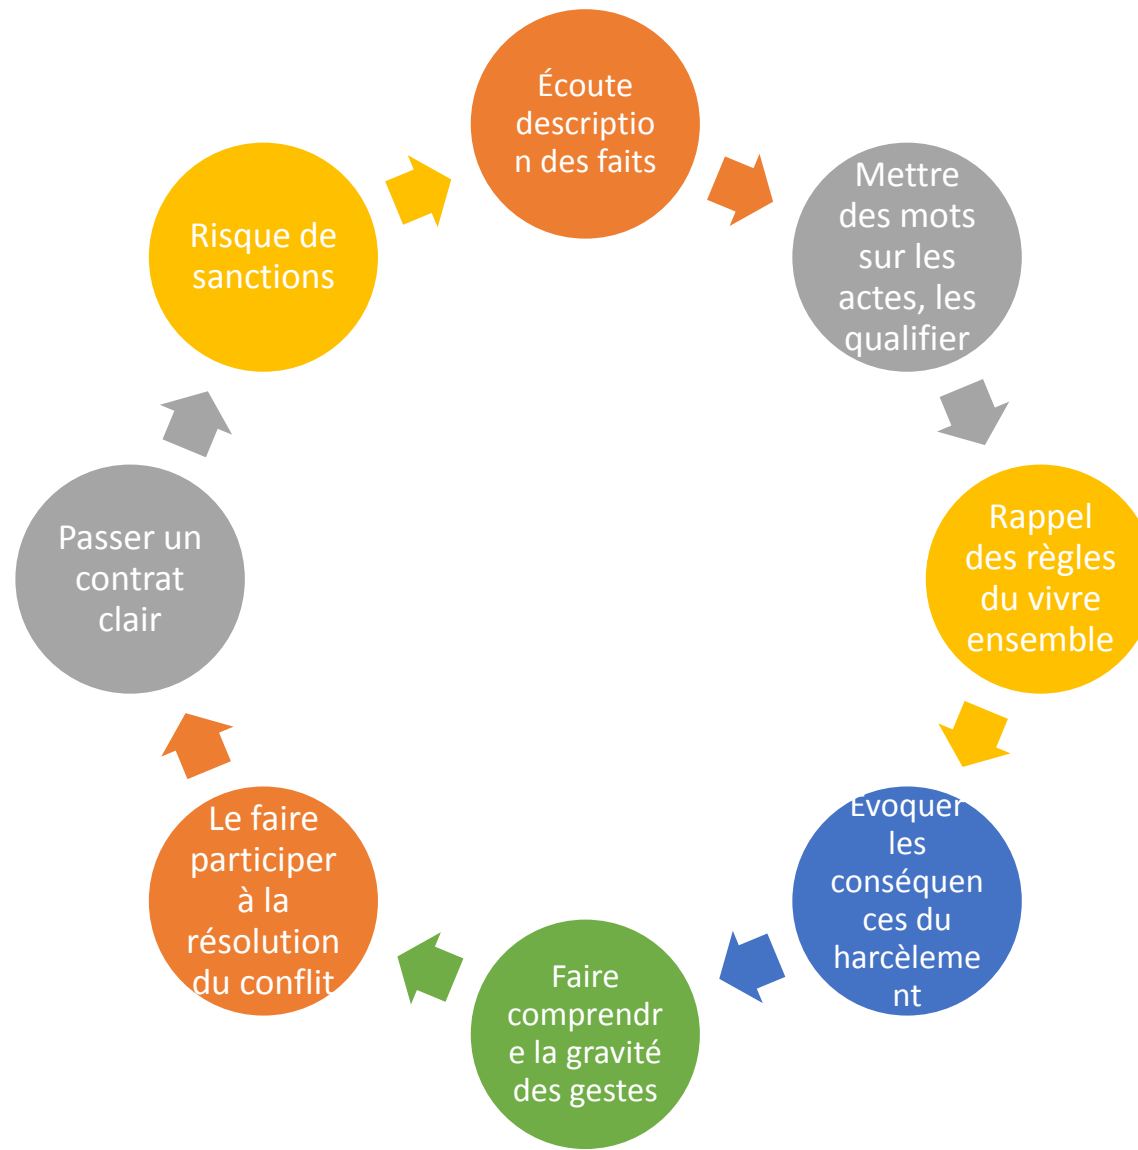 Écoute
descriptio
n des faits
Mettre
des mots
sur les
actes, les
qualifier
Rappel
des règles
du vivre
ensemble
Evoquer
les
conséquen
ces du
harcèleme
nt
Faire
comprendr
e la gravité
des gestes
Le faire
participer
à la
résolution
du conflit
Passer un
contrat
clair
Risque de
sanctions